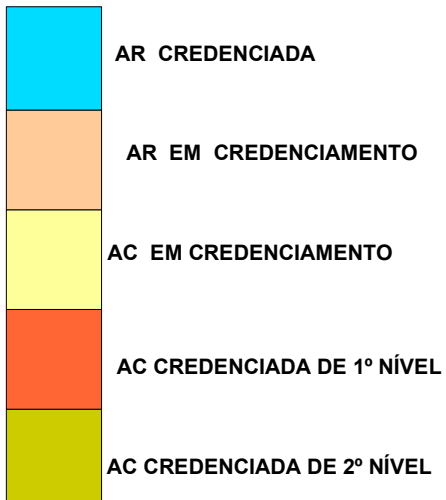 AR CREDENCIADA
AR EM CREDENCIAMENTO
AC EM CREDENCIAMENTO
AC CREDENCIADA DE 1º NÍVEL
AC CREDENCIADA DE 2º NÍVEL